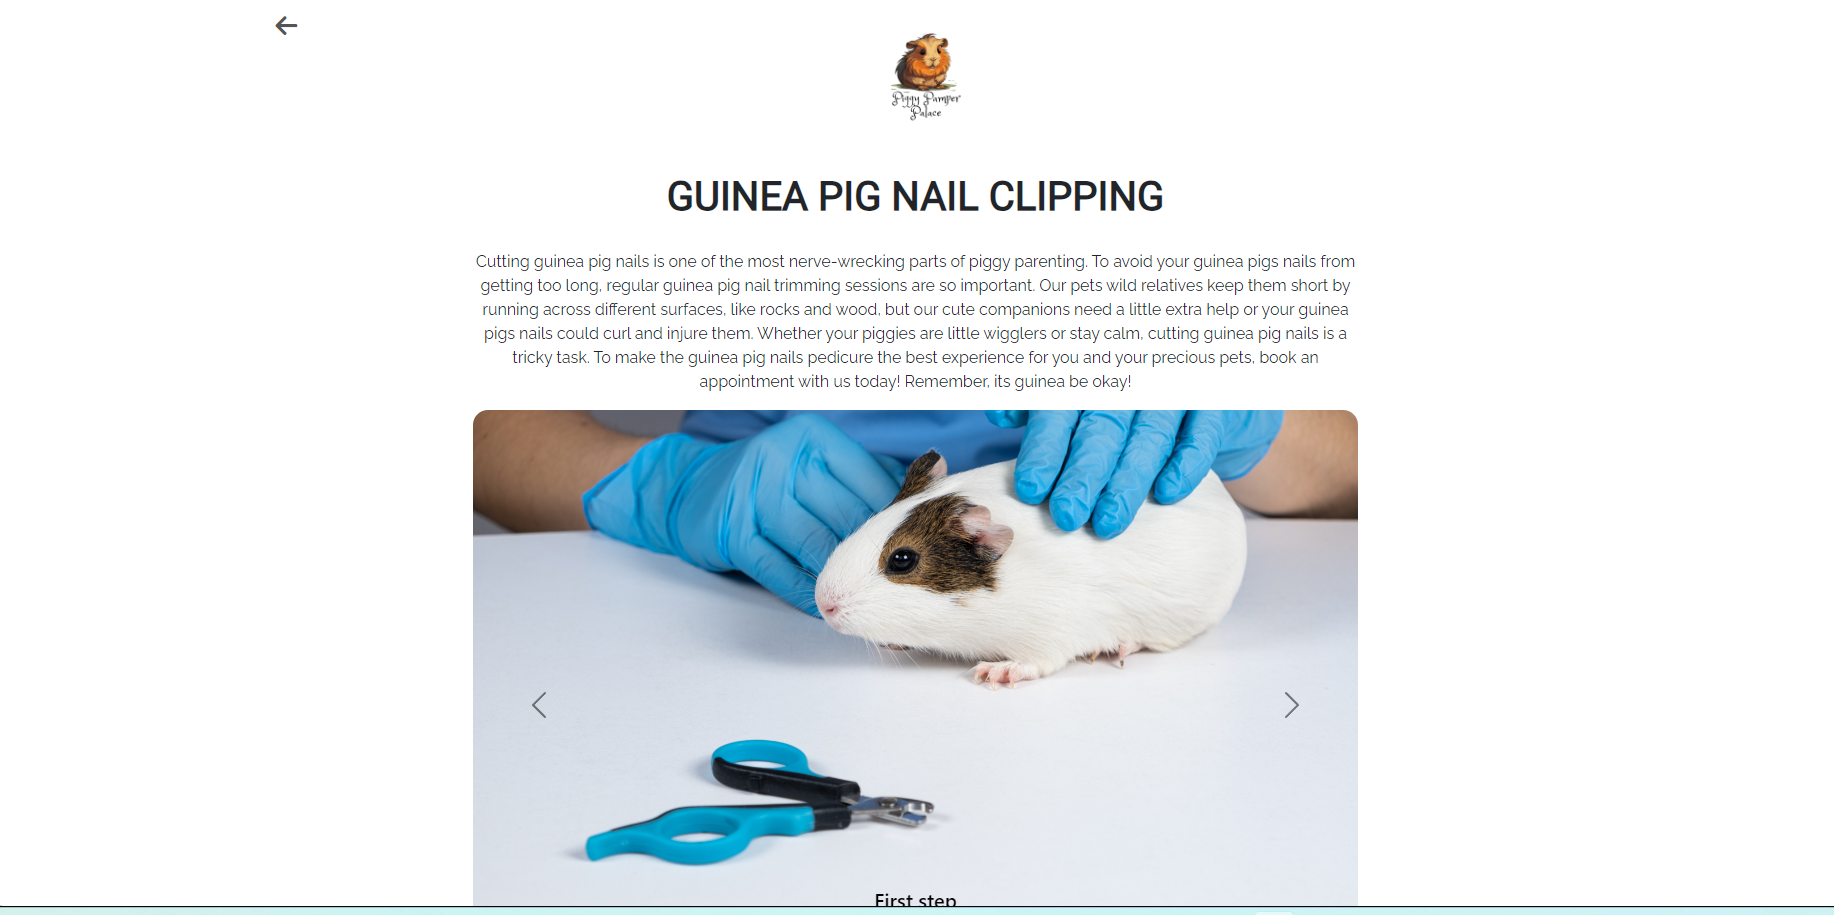 Piggy Pamper
Palace
GUINEA PIG NAIL CLIPPING
Cutting guinea pig nails is one of the most nerve-wrecking parts of piggy parenting. To avoid your guinea pigs nails from
getting too long, regular guinea pig nail trimming sessions are so important. Our pets wild relatives keep them short by
running across different surfaces, like rocks and wood, but our cute companions need a little extra help or your guinea
pigs nails could curl and injure them. Whether your piggies are little wigglers or stay calm, cutting guinea pig nails is a
tricky task. To make the guinea pig nails pedicure the best experience for you and your precious pets, book an
appointment with us today! Remember, its guinea be okay!
First step